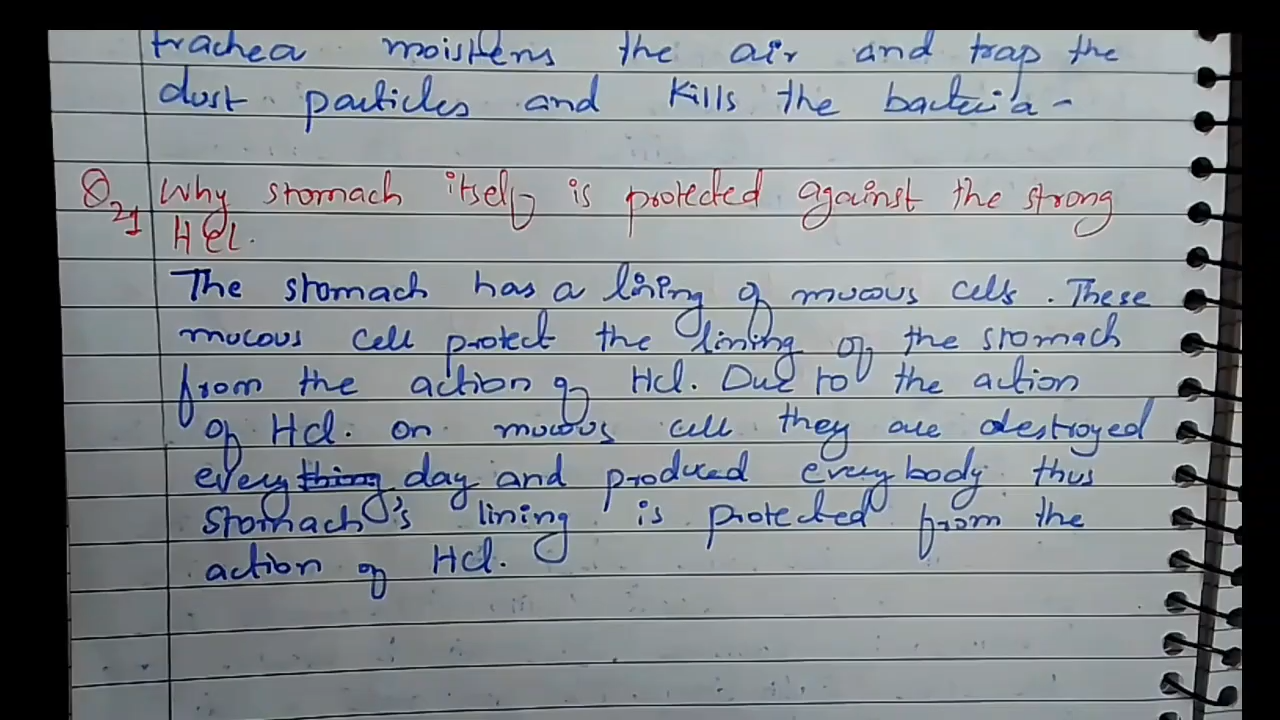 trachea moistens the air and trap the
dust particles and kills the bacteria-
Q21 Why stomach itself is protected against the strong
HCl.
The stomach has a lining of mucous cells. These
mucous cell protect the lining of the stomach
from the action of Hcl. Due to the action
of Hcl. on mucous cell they are destroyed
every thing day and produced everybody thus
stomach's lining is protected from the
action of Hcl.